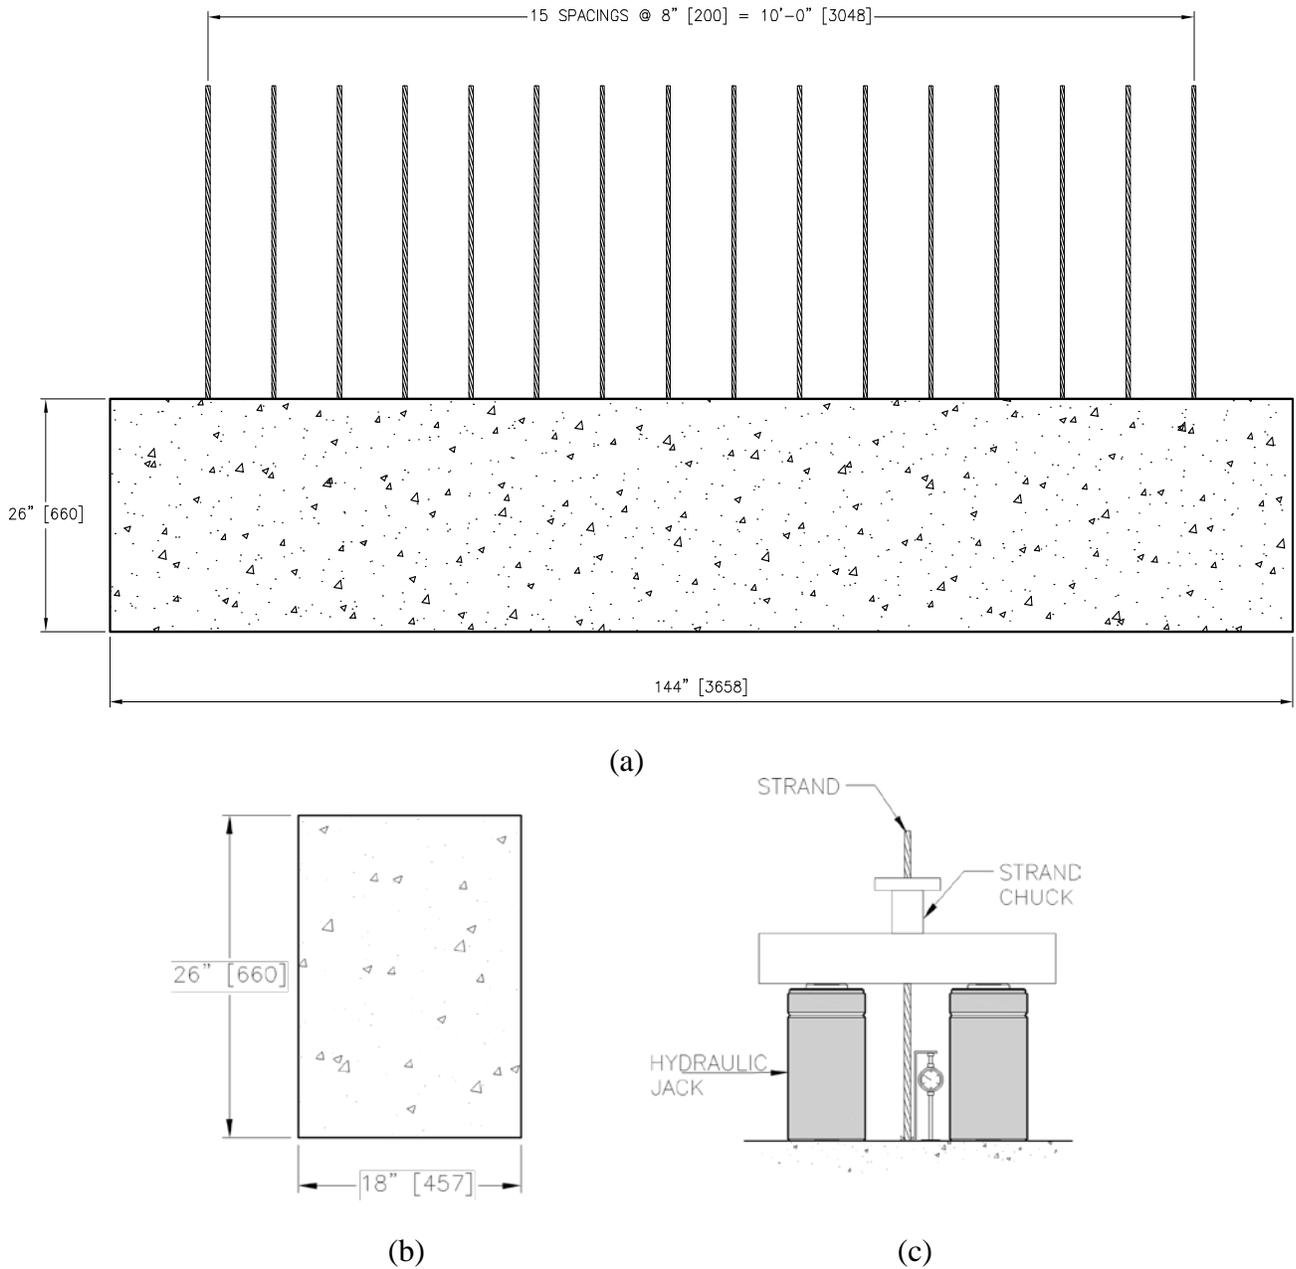 15 SPACINGS @ 8" [200] = 10'-0" [3048]
26" [660]
144" [3658]
(a)
STRAND
STRAND
CHUCK
26" [660]
HYDRAULIC
JACK
18" [457]
(b)
(c)